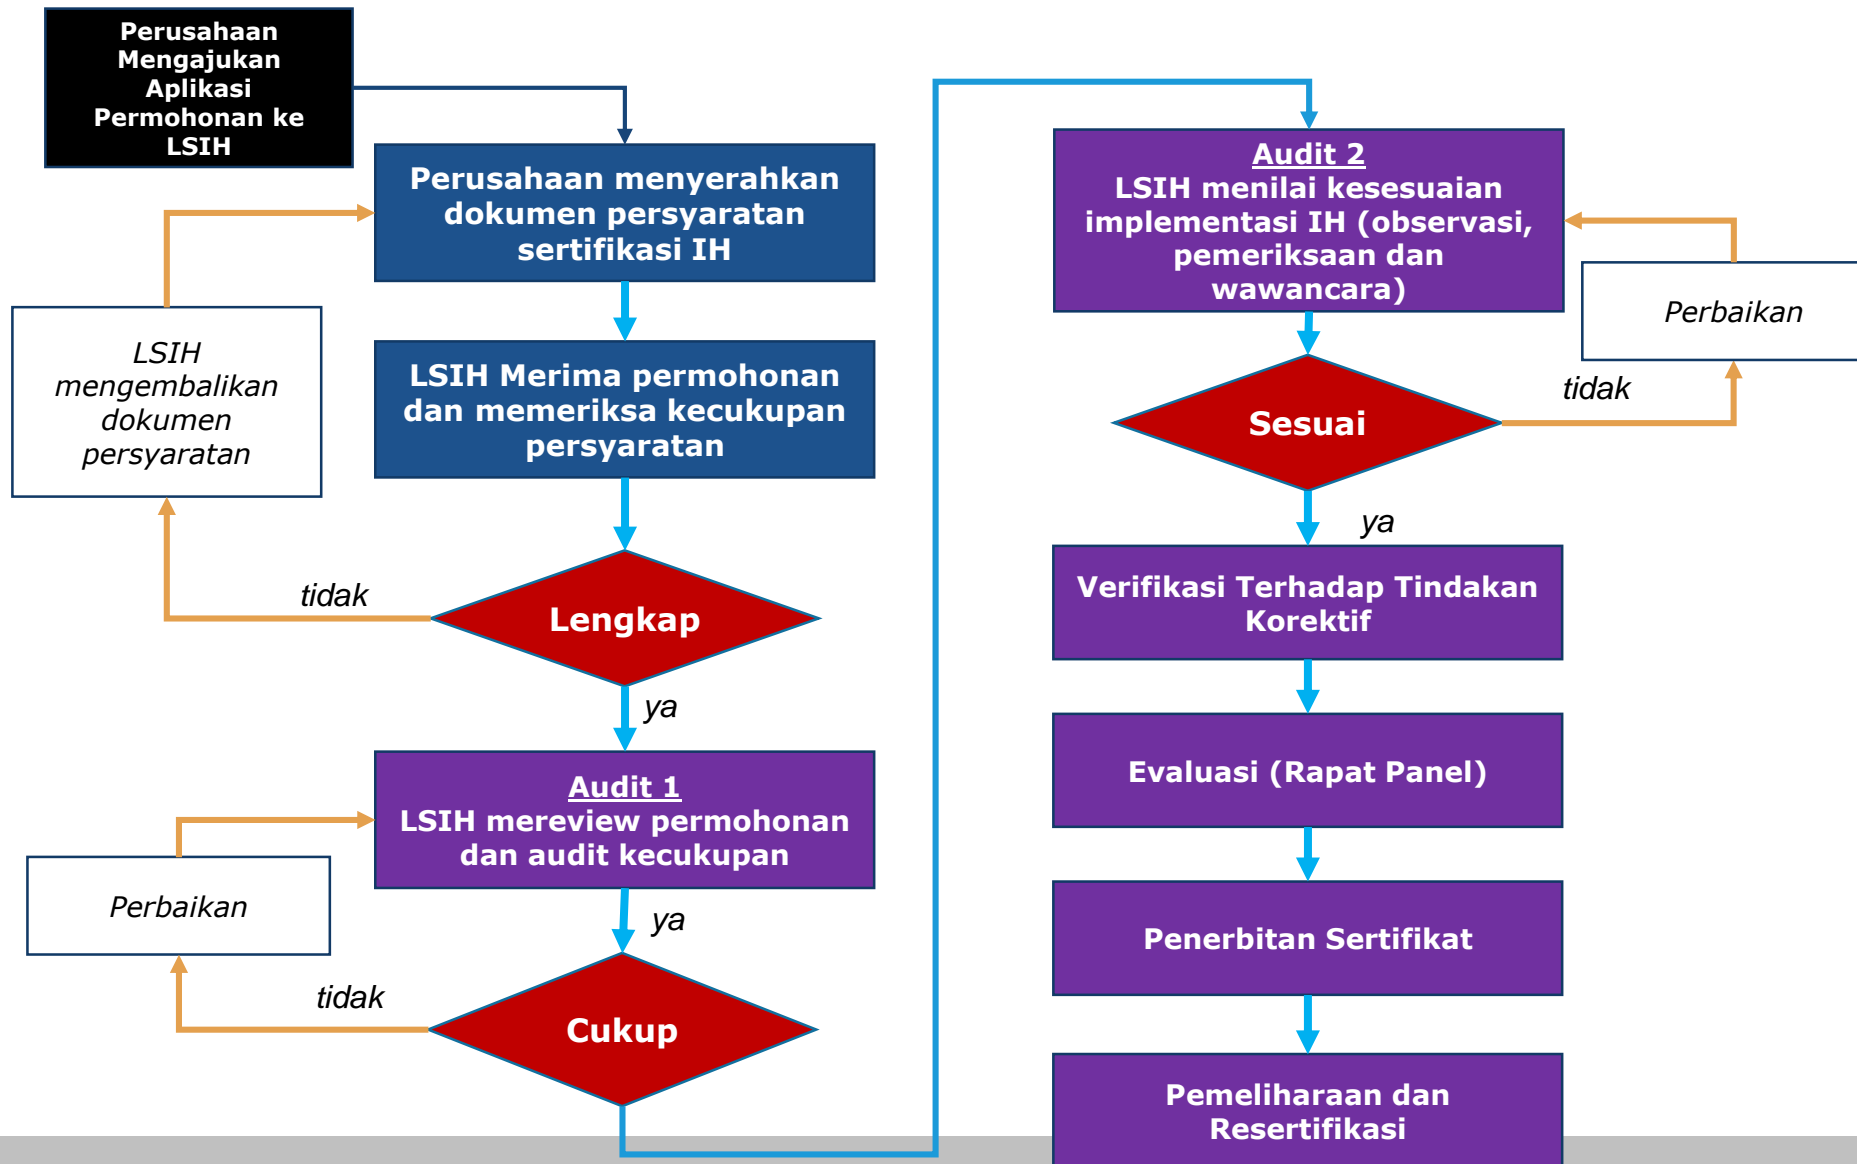 Perusahaan
Mengajukan
Aplikasi
Permohonan ke
LSIH
Perusahaan menyerahkan
dokumen persyaratan
sertifikasi IH
LSIH
mengembalikan
dokumen
persyaratan
LSIH Merima permohonan
dan memeriksa kecukupan
persyaratan
tidak
Lengkap
ya
Audit 1
LSIH mereview permohonan
dan audit kecukupan
Perbaikan
ya
tidak
Cukup
Audit 2
LSIH menilai kesesuaian
implementasi IH (observasi,
pemeriksaan dan
wawancara)
Perbaikan
tidak
Sesuai
ya
Verifikasi Terhadap Tindakan
Korektif
Evaluasi (Rapat Panel)
Penerbitan Sertifikat
Pemeliharaan dan
Resertifikasi